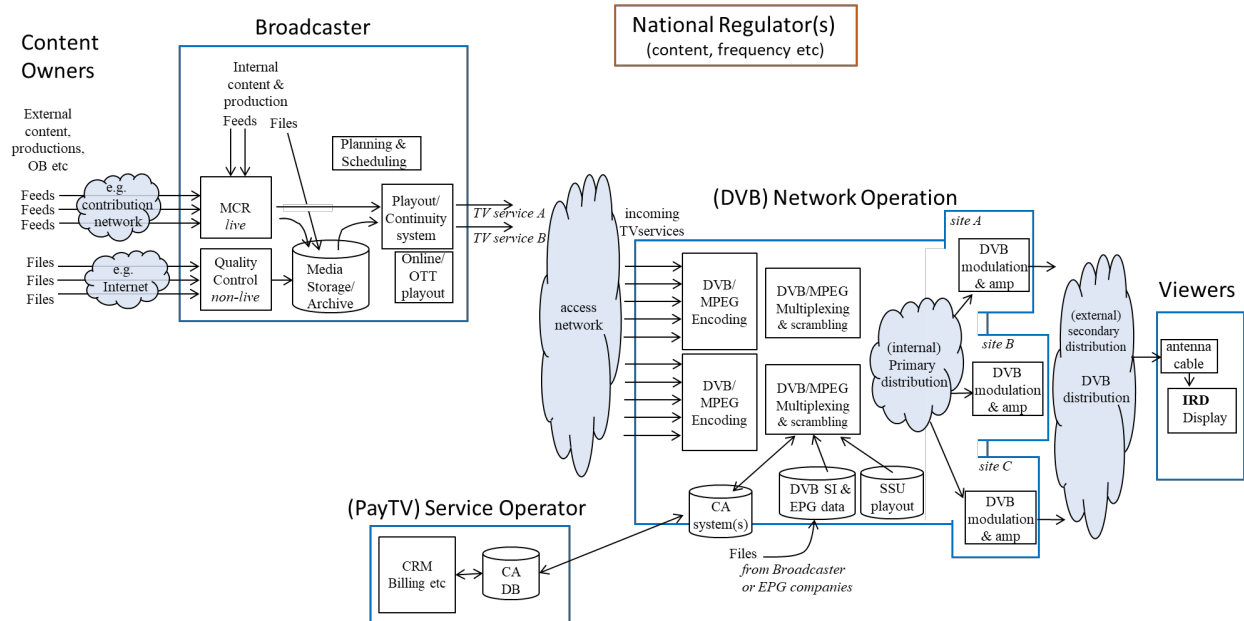 Content
Owners
External
content,
productions,
OB etc
Feeds
Feeds
Feeds
e.g.
contribution
network
Files
Files
Files
e.g.
Internet
Broadcaster
Internal
content &
production
Feeds
Files
Planning &
Scheduling
MCR
live
Quality
Control
non-live
Media
Storage/
Archive
Playout/
Continuity
system
Online/
OTT
playout
TV service A
TV service B
National Regulator(s)
(content, frequency etc)
access
network
(DVB) Network Operation
incoming
TVservices
DVB/
MPEG
Encoding
DVB/MPEG
Multiplexing
& scrambling
DVB/
MPEG
Encoding
DVB/MPEG
Multiplexing
& scrambling
(internal)
Primary
distribution
site A
DVB
modulation
& amp
site B
DVB
modulation
& amp
site C
DVB
modulation
& amp
CA
system(s)
DVB SI &
EPG data
SSU
playout
Files
from Broadcaster
or EPG companies
(external)
secondary
distribution
DVB
distribution
Viewers
antenna
cable
IRD
Display
(PayTV) Service Operator
CRM
Billing etc
CA
DB